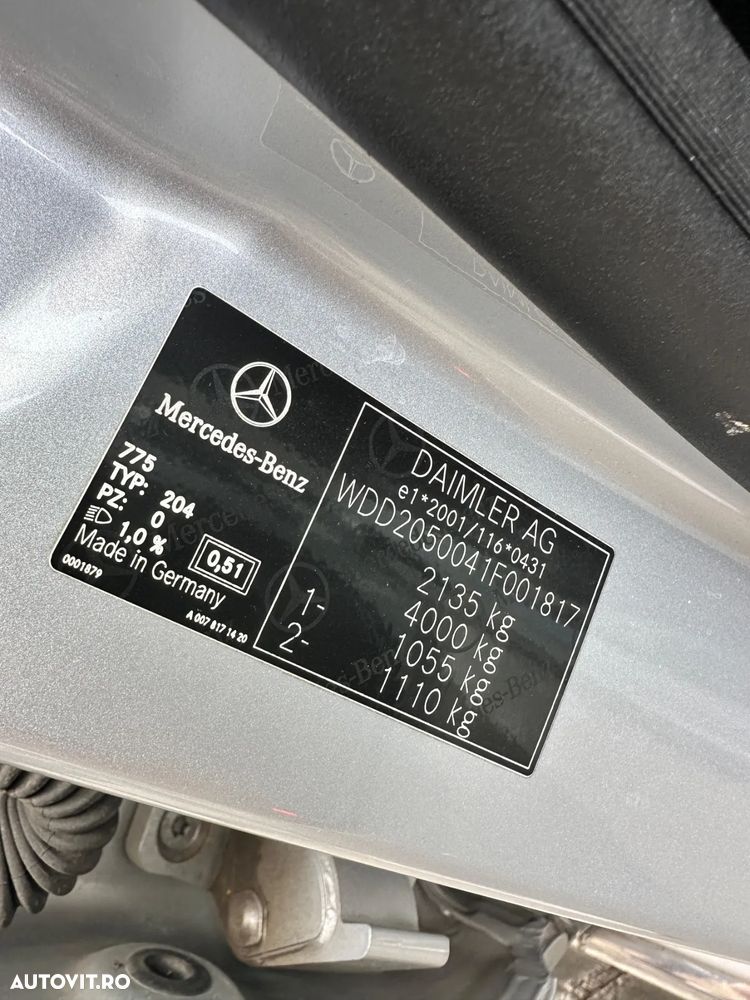 Mercedes-Benz
775
TYP: 204
PZ: 0
1,0 %
0,51
Made in Germany
0001879
A 007 817 14 20
DAIMLER AG
e1*2001/116*0431
WDD2050041F001817
2135 kg
4000 kg
1- 1055 kg
2- 1110 kg
AUTOVIT.RO